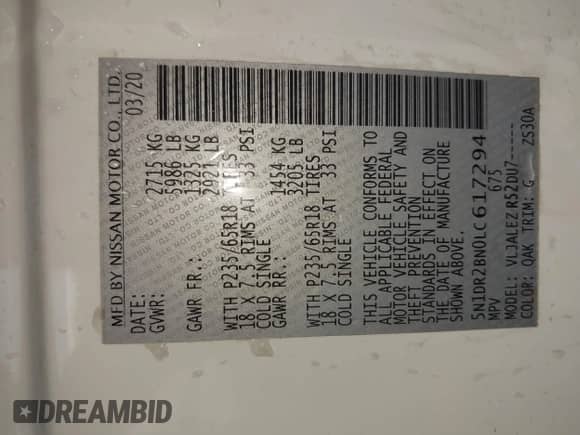 MFD BY NISSAN MOTOR CO., LTD.
DATE: 03/20
GVWR: 2715 KG
5986 LB
GAWR FR.: 1325 KG
2921 LB
WITH P235/65R18 TIRES
18 X 7.5 RIMS AT 33 PSI
COLD SINGLE
GAWR RR.: 1454 KG
3205 LB
WITH P235/65R18 TIRES
18 X 7.5 RIMS AT 33 PSI
COLD SINGLE
THIS VEHICLE CONFORMS TO
ALL APPLICABLE FEDERAL
MOTOR VEHICLE SAFETY AND
THEFT PREVENTION
STANDARDS IN EFFECT ON
THE DATE OF MANUFACTURE
SHOWN ABOVE.
5N1DR2BN0LC617294
MPV 675
MODEL: VLJALEZ R52DU7-----
COLOR: QAK TRIM: G ZS30A
DREAMBID